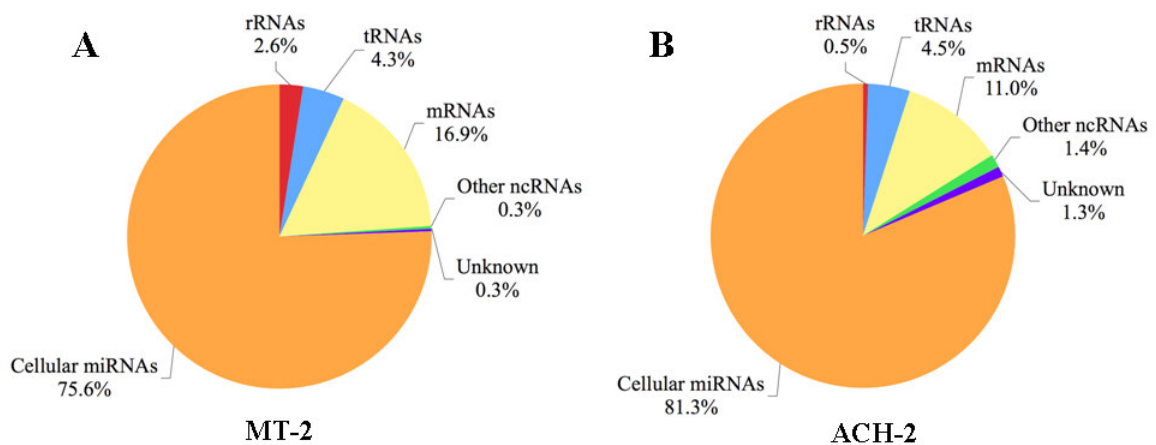 A
rRNAs
2.6%
tRNAs
4.3%
mRNAs
16.9%
Other ncRNAs
0.3%
Unknown
0.3%
Cellular miRNAs
75.6%
MT-2
B
rRNAs
0.5%
tRNAs
4.5%
mRNAs
11.0%
Other ncRNAs
1.4%
Unknown
1.3%
Cellular miRNAs
81.3%
ACH-2